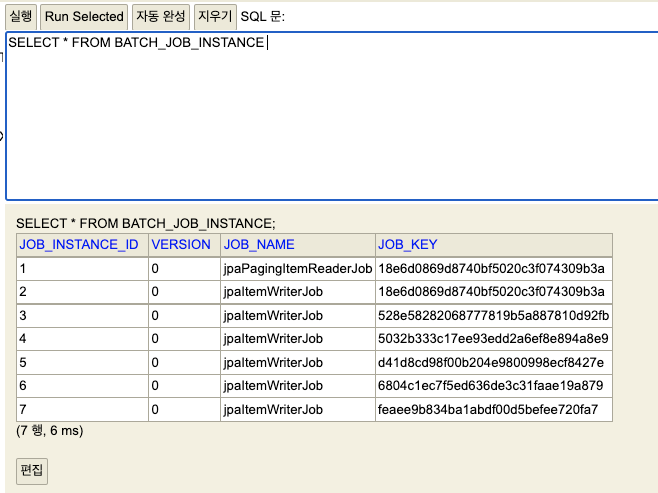 실행 Run Selected 자동 완성 지우기 SQL 문:
SELECT * FROM BATCH_JOB_INSTANCE
SELECT * FROM BATCH_JOB_INSTANCE;
JOB_INSTANCE_ID VERSION JOB_NAME JOB_KEY
1 0 jpaPagingItemReaderJob 18e6d0869d8740bf5020c3f074309b3a
2 0 jpaItemWriterJob 18e6d0869d8740bf5020c3f074309b3a
3 0 jpaItemWriterJob 528e58282068777819b5a887810d92fb
4 0 jpaItemWriterJob 5032b333c17ee93edd2a6ef8e894a8e9
5 0 jpaItemWriterJob d41d8cd98f00b204e9800998ecf8427e
6 0 jpaItemWriterJob 6804c1ec7f5ed636de3c31faae19a879
7 0 jpaItemWriterJob feaee9b834ba1abdf00d5befee720fa7
(7 행, 6 ms)
편집